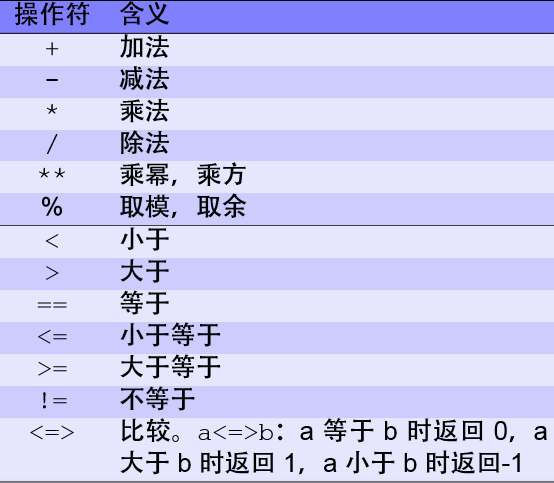 操作符 含义
+ 加法
- 减法
* 乘法
/ 除法
** 乘幂，乘方
% 取模，取余
< 小于
> 大于
== 等于
<= 小于等于
>= 大于等于
!= 不等于
<=> 比较。a<=>b：a 等于 b 时返回 0，a
大于 b 时返回 1，a 小于 b 时返回-1